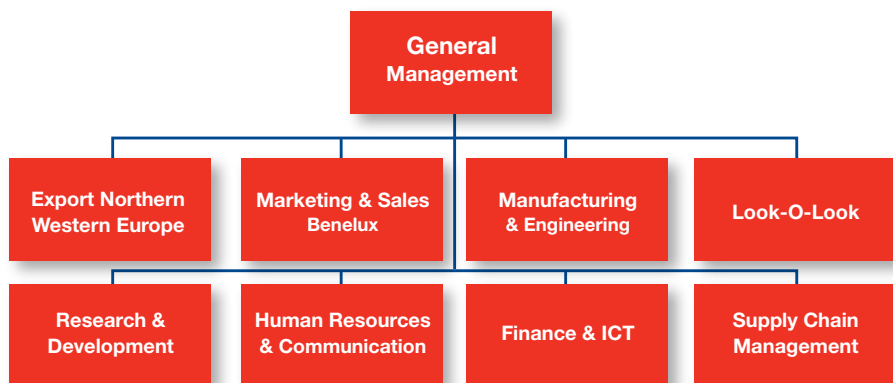 General
Management
Export Northern
Western Europe
Marketing & Sales
Benelux
Manufacturing
& Engineering
Look-O-Look
Research &
Development
Human Resources
& Communication
Finance & ICT
Supply Chain
Management